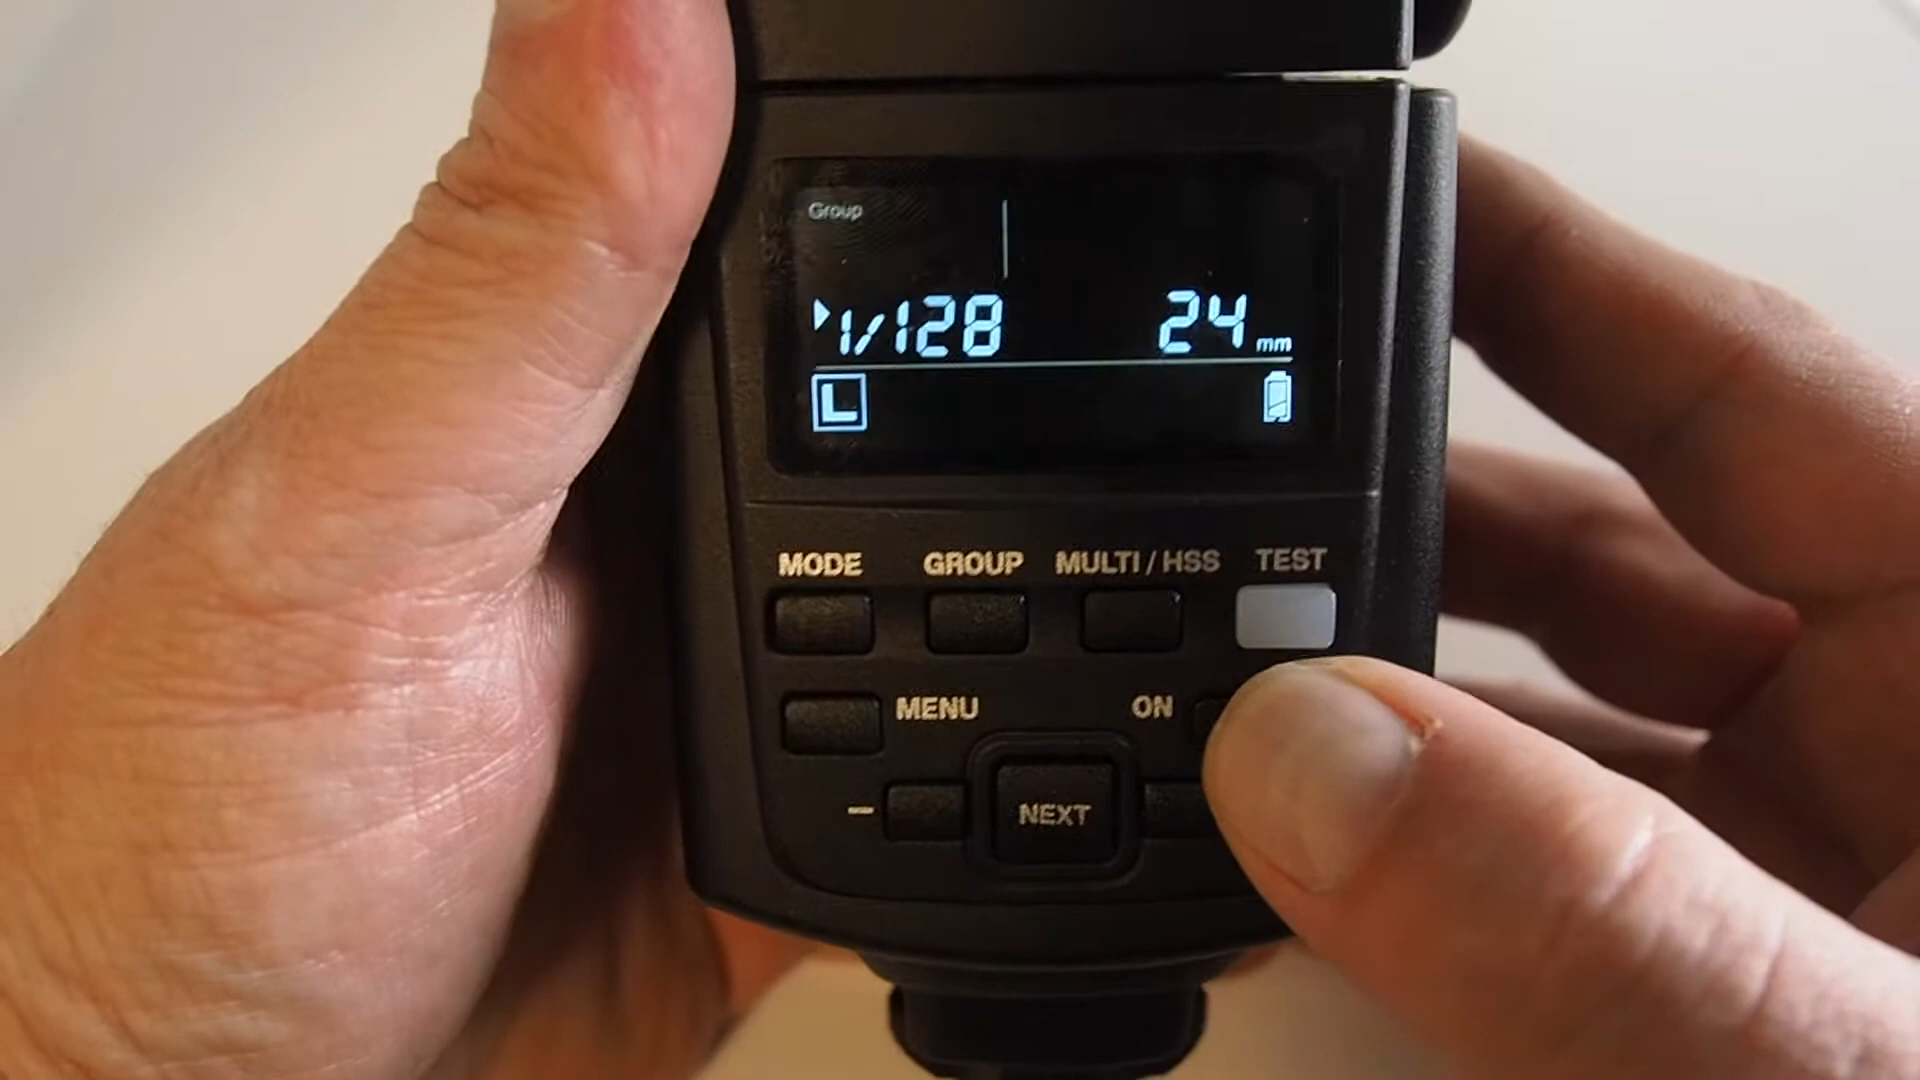 Group
1/128 24 mm
L
MODE GROUP MULTI / HSS TEST
MENU ON
- NEXT